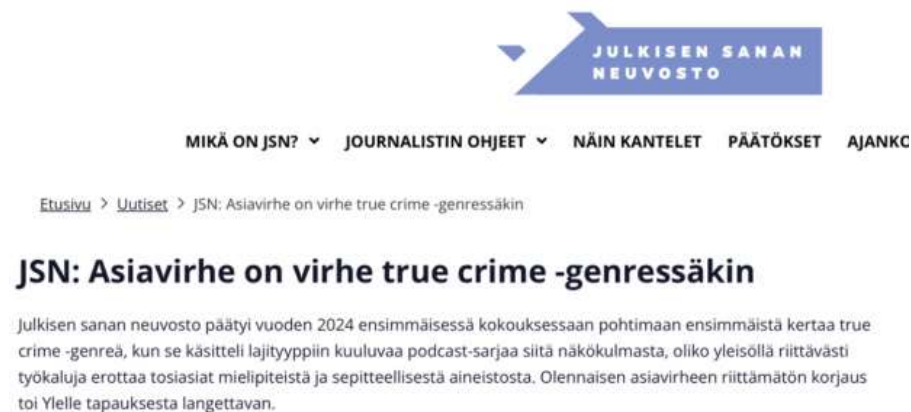 JULKISEN SANAN
NEUVOSTO
MIKÄ ON JSN? JOURNALISTIN OHJEET NÄIN KANTELET PÄÄTÖKSET AJANKO
Etusivu > Uutiset > JSN: Asiavirhe on virhe true crime -genressäkin
JSN: Asiavirhe on virhe true crime -genressäkin
Julkisen sanan neuvosto päätyi vuoden 2024 ensimmäisessä kokouksessaan pohtimaan ensimmäistä kertaa true
crime -genreä, kun se käsitteli lajityyppiin kuuluvaa podcast-sarjaa siitä näkökulmasta, oliko yleisöllä riittävästi
työkaluja erottaa tosiasiat mielipiteistä ja sepitteellisestä aineistosta. Olennaisen asiavirheen riittämätön korjaus
toi Ylelle tapauksesta langettavan.